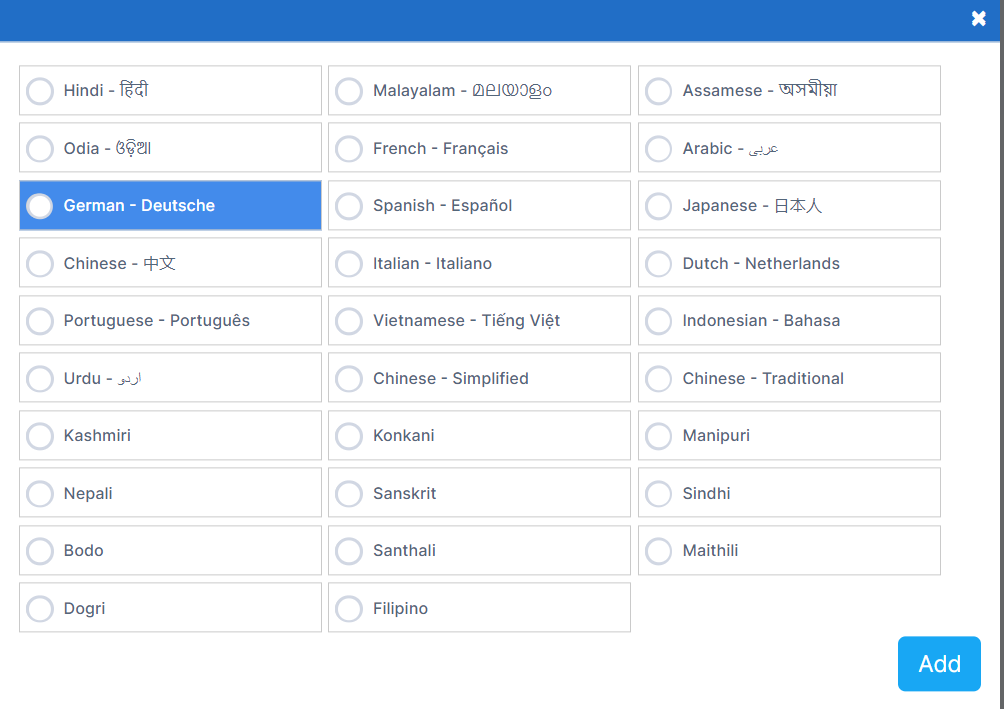 Hindi - हिंदी
Malayalam - മലയാളം
Assamese - অসমীয়া
Odia - ଓଡ଼ିଆ
French - Français
Arabic - عربى
German - Deutsche
Spanish - Español
Japanese - 日本人
Chinese - 中文
Italian - Italiano
Dutch - Netherlands
Portuguese - Português
Vietnamese - Tiếng Việt
Indonesian - Bahasa
Urdu - اردو
Chinese - Simplified
Chinese - Traditional
Kashmiri
Konkani
Manipuri
Nepali
Sanskrit
Sindhi
Bodo
Santhali
Maithili
Dogri
Filipino
Add